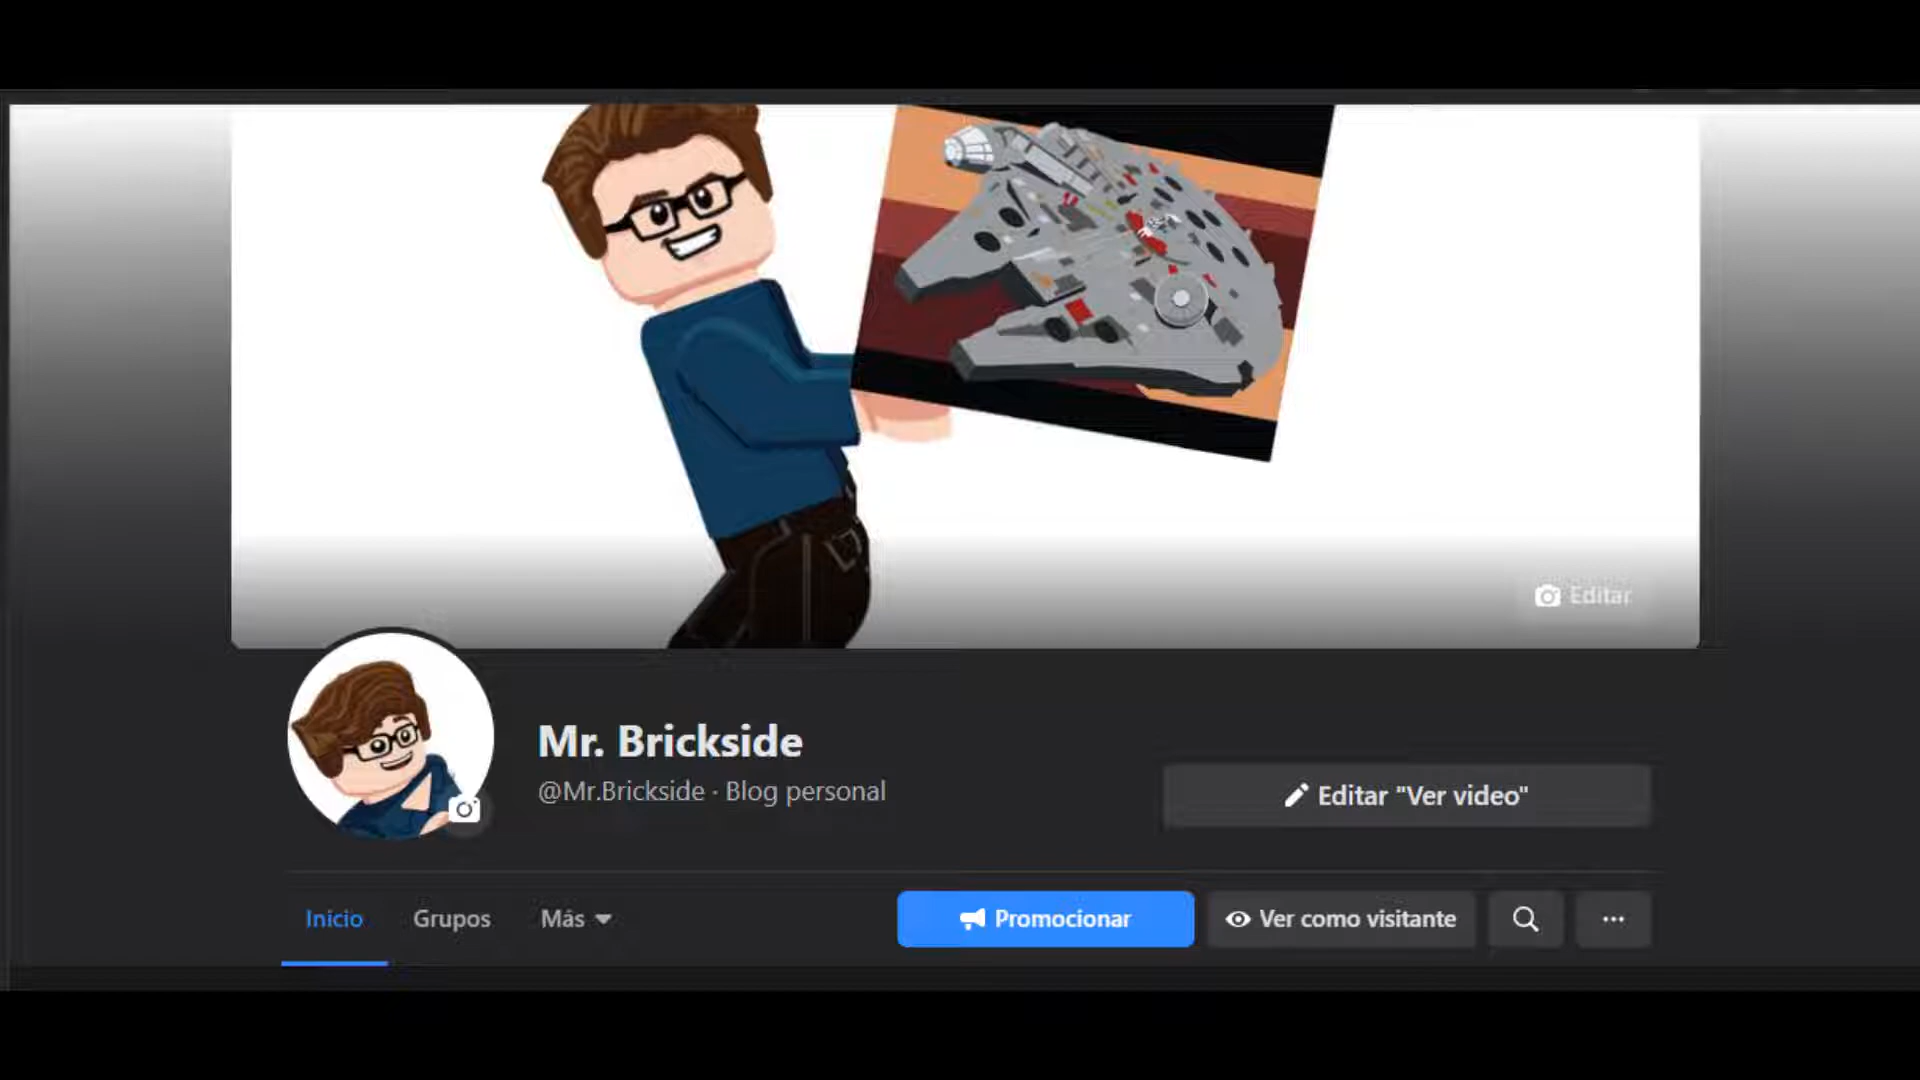 Editar
Mr. Brickside
@Mr.Brickside · Blog personal
Editar "Ver video"
Inicio
Grupos
Más
Promocionar
Ver como visitante